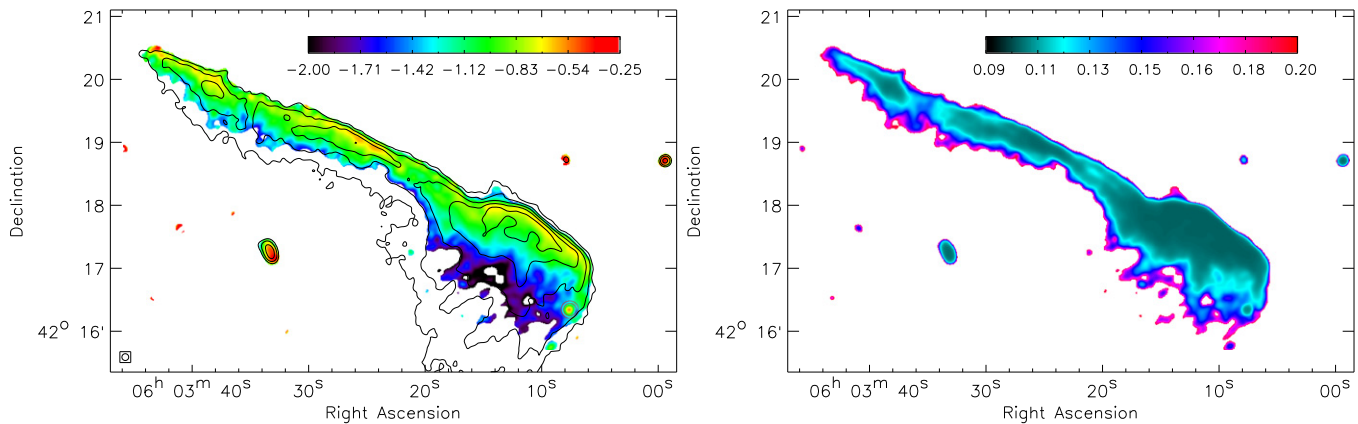 21
20
19
18
17
42° 16'
Declination
−2.00 −1.71 −1.42 −1.12 −0.83 −0.54 −0.25
06ʰ 03ᵐ 40ˢ 30ˢ 20ˢ 10ˢ 00ˢ
Right Ascension
21
20
19
18
17
42° 16'
Declination
0.09 0.11 0.13 0.15 0.16 0.18 0.20
06ʰ 03ᵐ 40ˢ 30ˢ 20ˢ 10ˢ 00ˢ
Right Ascension